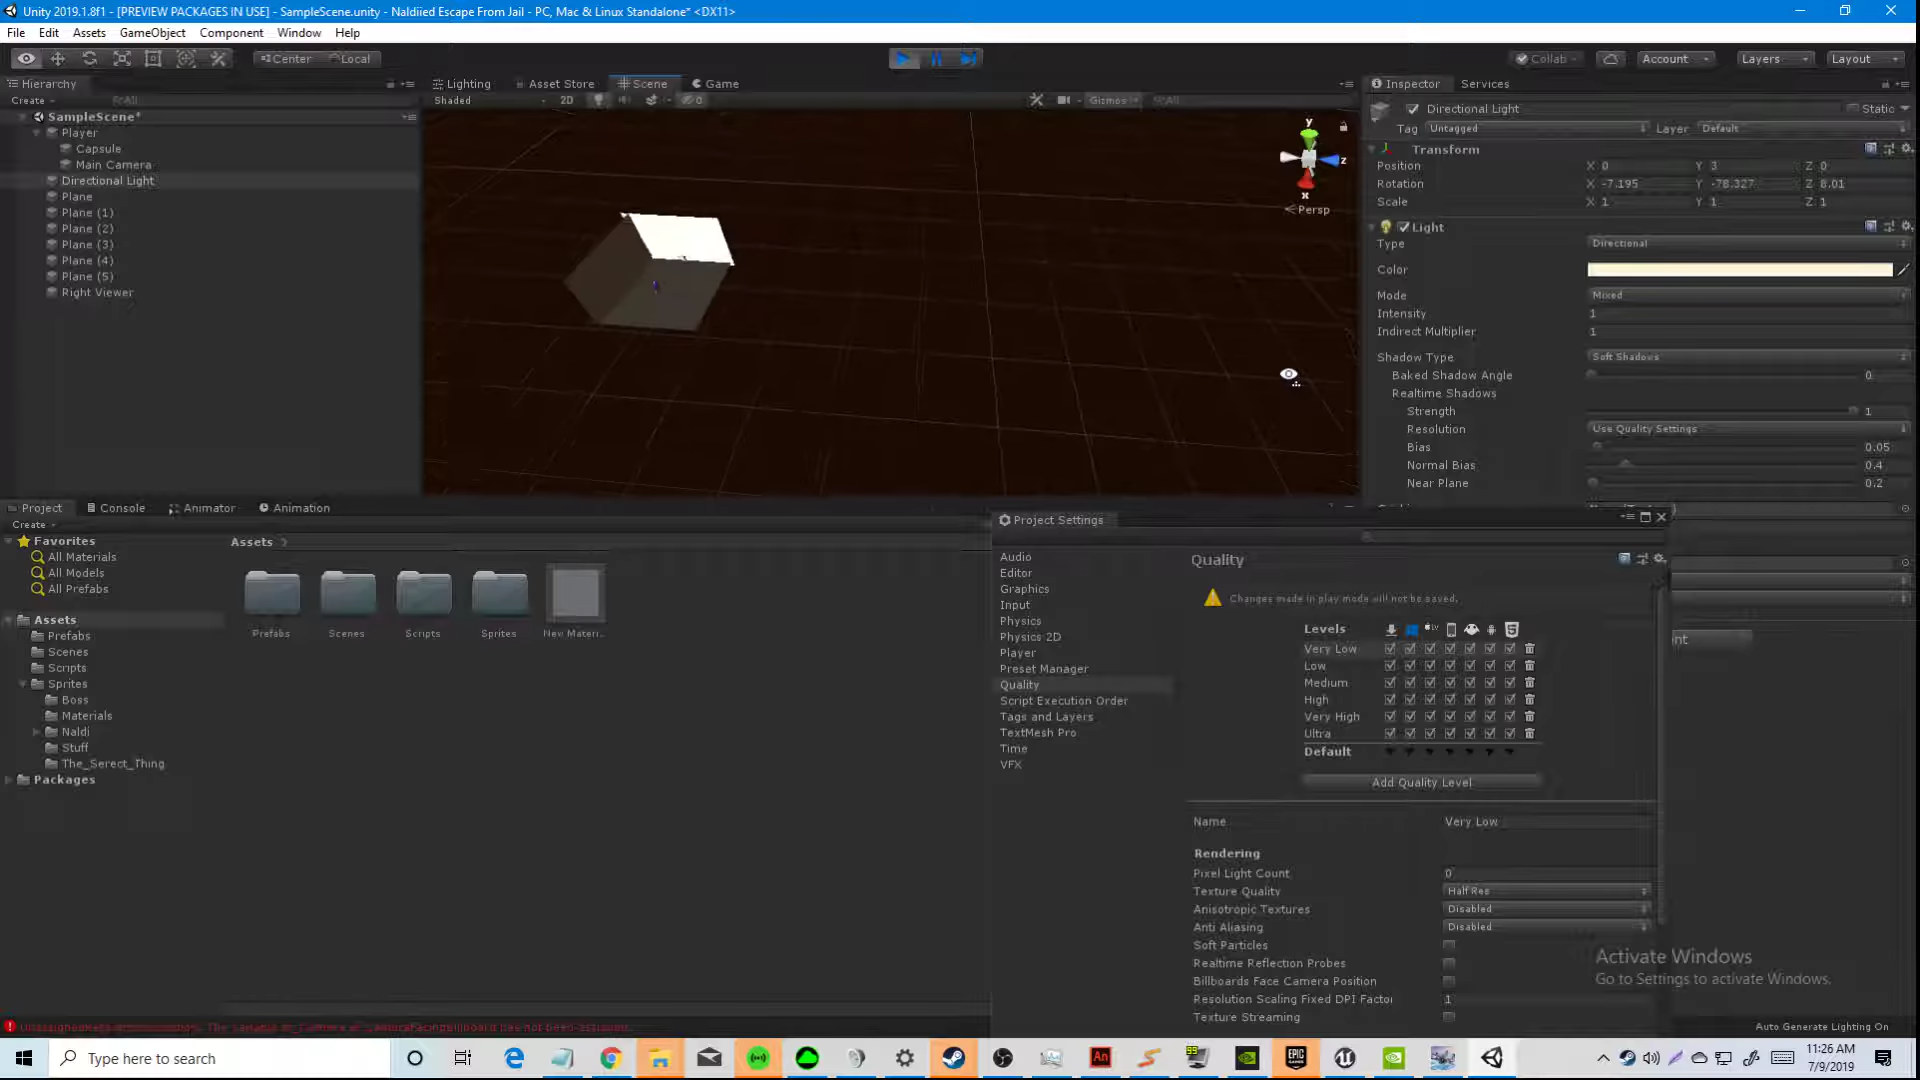 Unity 2019.1.8f1 - [PREVIEW PACKAGES IN USE] - SampleScene.unity - Naldiied Escape From Jail - PC, Mac & Linux Standalone* <DX11>
File Edit Assets GameObject Component Window Help
Center Local
Collab Account Layers Layout
Hierarchy
Create All
SampleScene*
Player
Capsule
Main Camera
Directional Light
Plane
Plane (1)
Plane (2)
Plane (3)
Plane (4)
Plane (5)
Right Viewer
Lighting Asset Store Scene Game
Shaded 2D 0 Gizmos All
y
z
x
Persp
Inspector Services
Directional Light Static
Tag Untagged Layer Default
Transform
Position X 0 Y 3 Z 0
Rotation X -7.195 Y -78.327 Z 8.01
Scale X 1 Y 1 Z 1
Light
Type Directional
Color
Mode Mixed
Intensity 1
Indirect Multiplier 1
Shadow Type Soft Shadows
Baked Shadow Angle 0
Realtime Shadows
Strength 1
Resolution Use Quality Settings
Bias 0.05
Normal Bias 0.4
Near Plane 0.2
Project Console Animator Animation
Create
Favorites
All Materials
All Models
All Prefabs
Assets
Prefabs
Scenes
Scripts
Sprites
Boss
Materials
Naldi
Stuff
The_Serect_Thing
Packages
Assets
Prefabs Scenes Scripts Sprites New Materi...
Project Settings
Audio
Editor
Graphics
Input
Physics
Physics 2D
Player
Preset Manager
Quality
Script Execution Order
Tags and Layers
TextMesh Pro
Time
VFX
Quality
Changes made in play mode will not be saved.
Levels
Very Low
Low
Medium
High
Very High
Ultra
Default
Add Quality Level
Name Very Low
Rendering
Pixel Light Count 0
Texture Quality Half Res
Anisotropic Textures Disabled
Anti Aliasing Disabled
Soft Particles
Realtime Reflection Probes
Billboards Face Camera Position
Resolution Scaling Fixed DPI Factor 1
Texture Streaming
Activate Windows
Go to Settings to activate Windows.
Auto Generate Lighting On
Type here to search
11:26 AM
7/9/2019